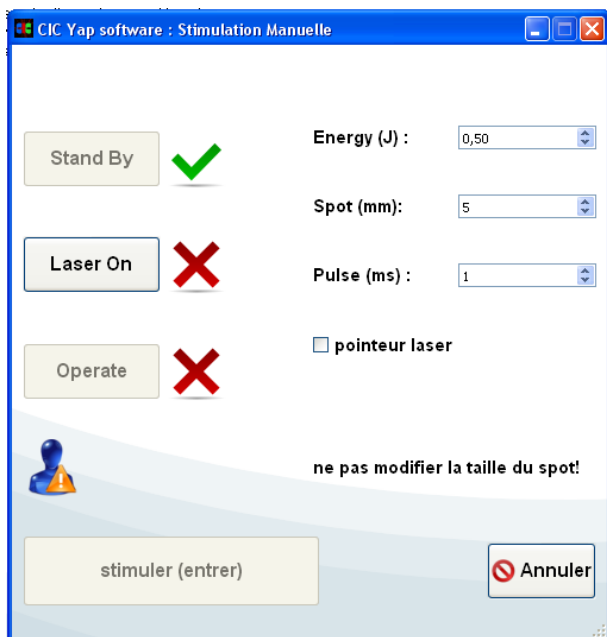 CIC Yap software : Stimulation Manuelle
Stand By
Energy (J) :
0,50
Spot (mm):
5
Laser On
Pulse (ms) :
1
pointeur laser
Operate
ne pas modifier la taille du spot!
stimuler (entrer)
Annuler